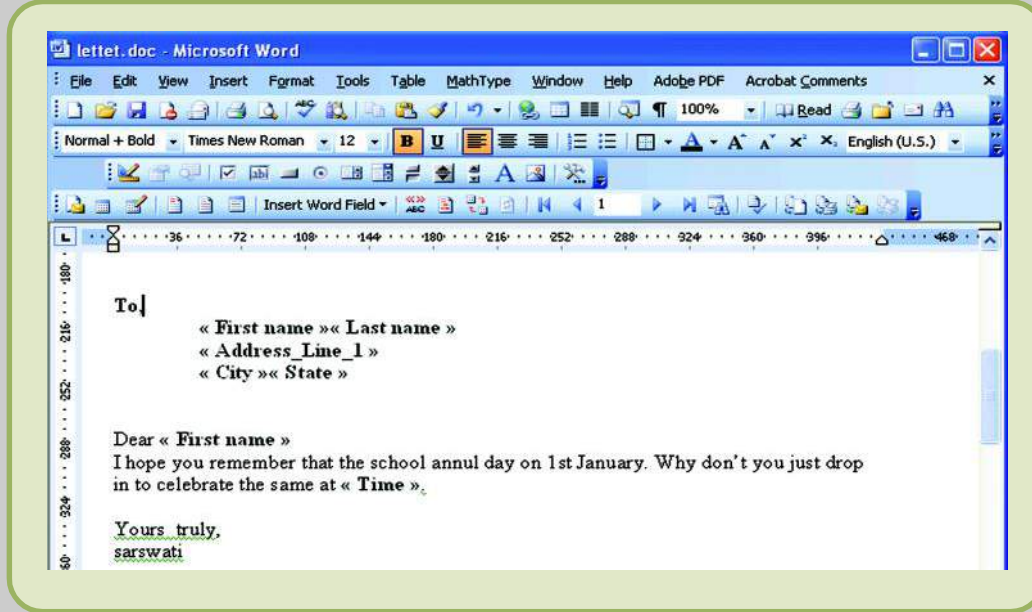 lettet.doc - Microsoft Word
File Edit View Insert Format Tools Table MathType Window Help Adobe PDF Acrobat Comments
100% Read
Normal + Bold Times New Roman 12 B U English (U.S.)
Insert Word Field 1
36 72 108 144 180 216 252 288 324 360 396 468
180
To,
« First name »« Last name »
216
« Address_Line_1 »
« City »« State »
252
288
Dear « First name »
I hope you remember that the school annul day on 1st January. Why don't you just drop
in to celebrate the same at « Time ».
324
Yours truly,
sarswati